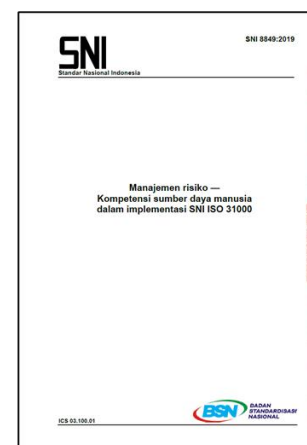 SNI
Standar Nasional Indonesia
SNI 8849:2019
Manajemen risiko —
Kompetensi sumber daya manusia
dalam implementasi SNI ISO 31000
ICS 03.100.01
BSN
BADAN
STANDARDISASI
NASIONAL